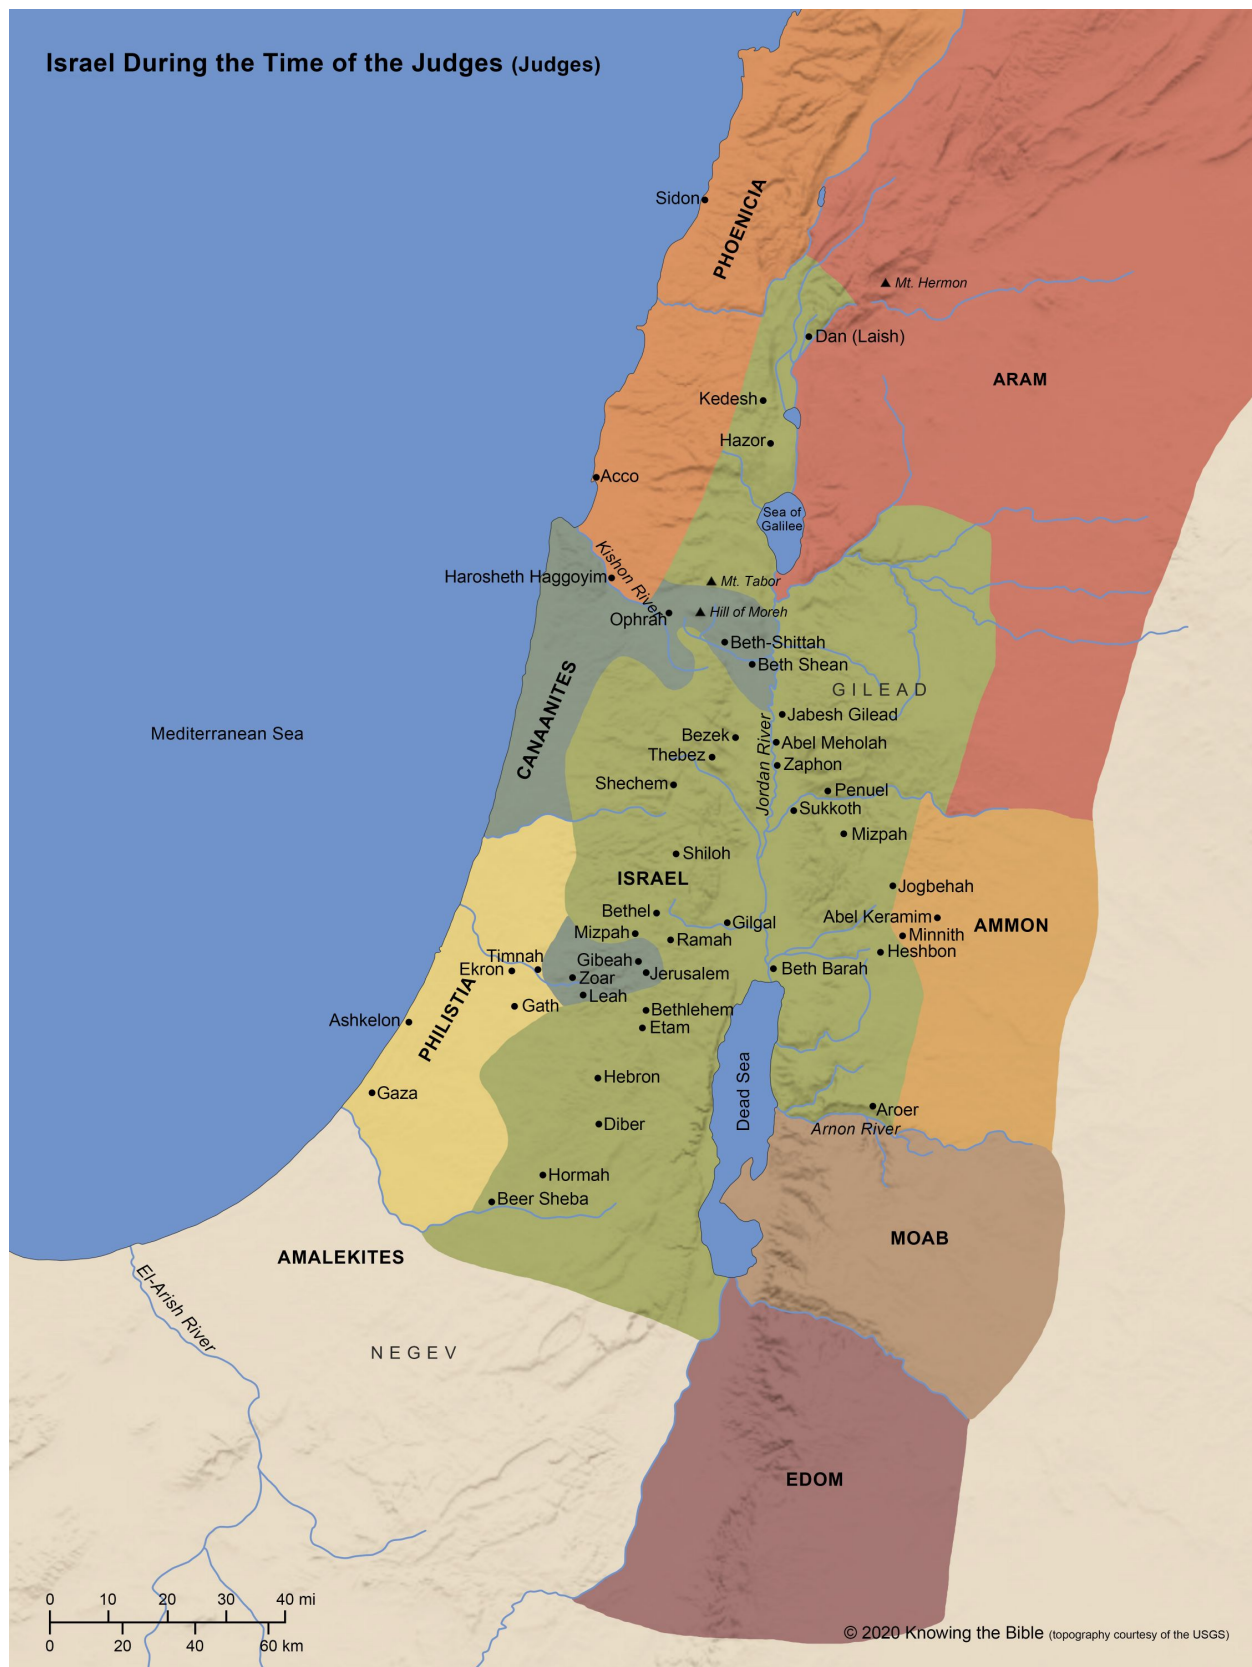 Israel During the Time of the Judges (Judges)
Sidon
PHOENICIA
Mt. Hermon
Dan (Laish)
ARAM
Kedesh
Hazor
Acco
Sea of
Galilee
Kishon River
Harosheth Haggoyim
Mt. Tabor
Ophrah
Hill of Moreh
Beth-Shittah
Beth Shean
GILEAD
CANAANITES
Jabesh Gilead
Mediterranean Sea
Bezek
Abel Meholah
Thebez
Zaphon
Jordan River
Shechem
Penuel
Sukkoth
Mizpah
Shiloh
ISRAEL
Jogbehah
Bethel
Gilgal
Abel Keramim
AMMON
Mizpah
Ramah
Minnith
Heshbon
Timnah
Gibeah
Ekron
Zoar
Jerusalem
Beth Barah
Leah
Gath
Bethlehem
PHILISTIA
Ashkelon
Etam
Hebron
Dead Sea
Gaza
Aroer
Diber
Arnon River
Hormah
Beer Sheba
MOAB
AMALEKITES
El-Arish River
NEGEV
EDOM
0 10 20 30 40 mi
0 20 40 60 km
© 2020 Knowing the Bible (topography courtesy of the USGS)